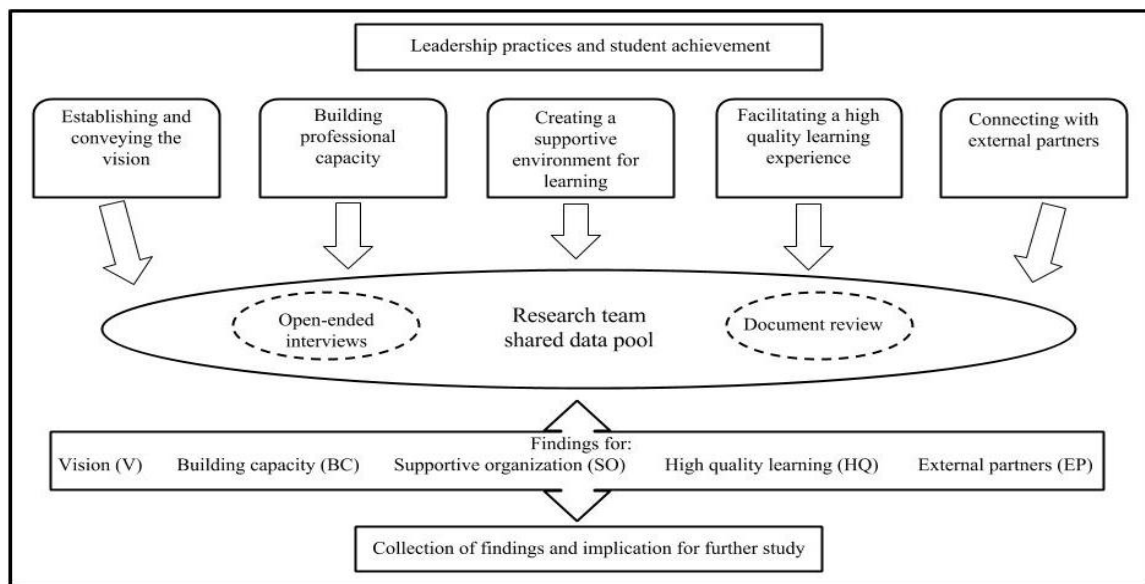 Leadership practices and student achievement
Establishing and
conveying the
vision
Building
professional
capacity
Creating a
supportive
environment for
learning
Facilitating a high
quality learning
experience
Connecting with
external partners
Open-ended
interviews
Research team
shared data pool
Document review
Findings for:
Vision (V) Building capacity (BC) Supportive organization (SO) High quality learning (HQ) External partners (EP)
Collection of findings and implication for further study